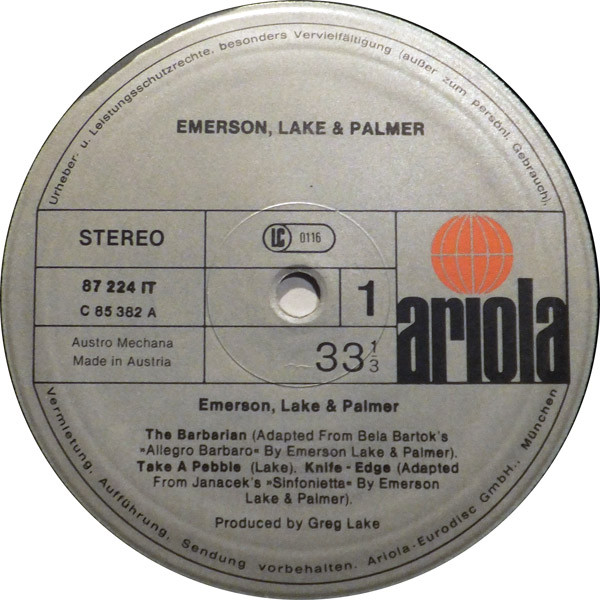 Urheber- u. Leistungsschutzrechte, besonders Vervielfältigung (außer zum persönl. Gebrauch),
EMERSON, LAKE & PALMER
STEREO
LC 0116
87 224 IT
C 85 382 A
1
Austro Mechana
Made in Austria
33 1/3
ariola
Emerson, Lake & Palmer
The Barbarian (Adapted From Bela Bartok's
»Allegro Barbaro« By Emerson Lake & Palmer).
Take A Pebble (Lake), Knife-Edge (Adapted
From Janacek's »Sinfonietta« By Emerson
Lake & Palmer).
Produced by Greg Lake
Vermietung, Aufführung, Sendung vorbehalten. Ariola-Eurodisc GmbH., München